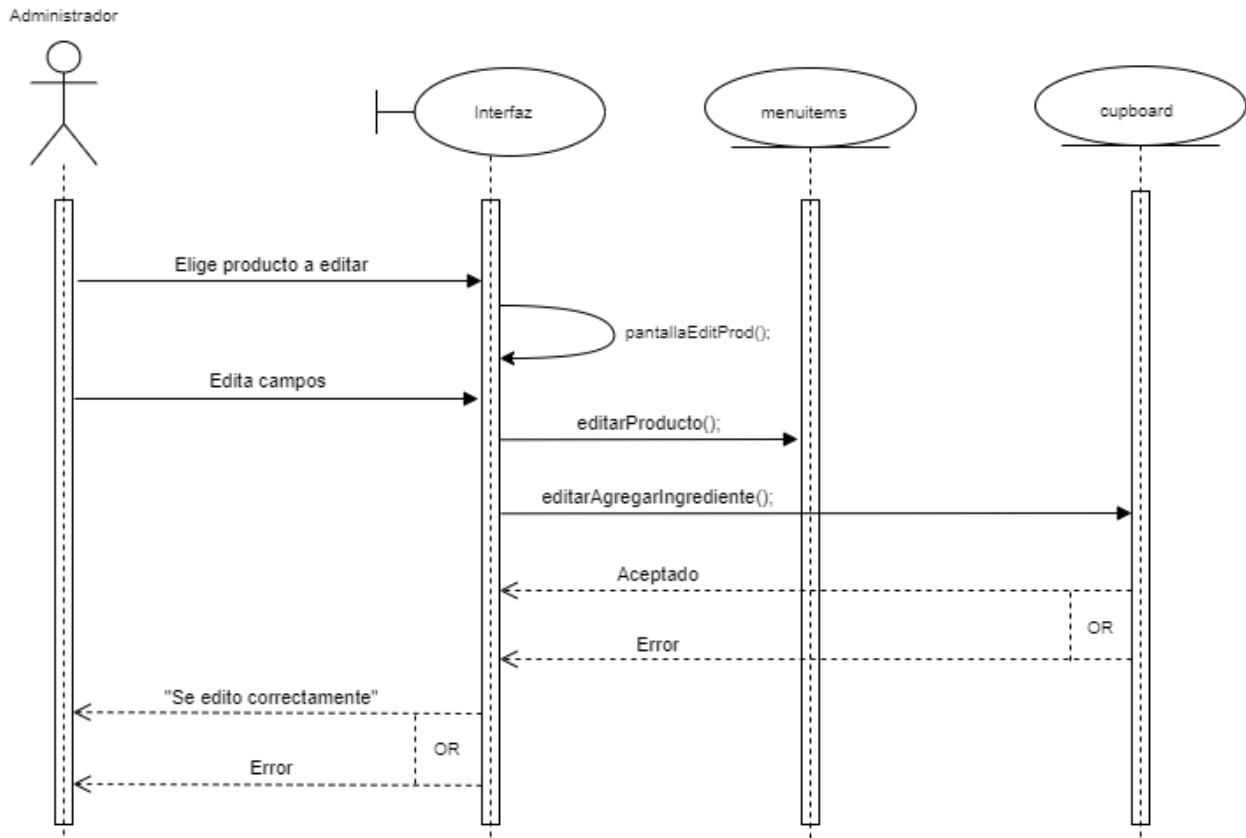 Administrador
Interfaz
menuitems
cupboard
Elige producto a editar
pantallaEditProd();
Edita campos
editarProducto();
editarAgregarIngrediente();
Aceptado
OR
Error
"Se edito correctamente"
OR
Error